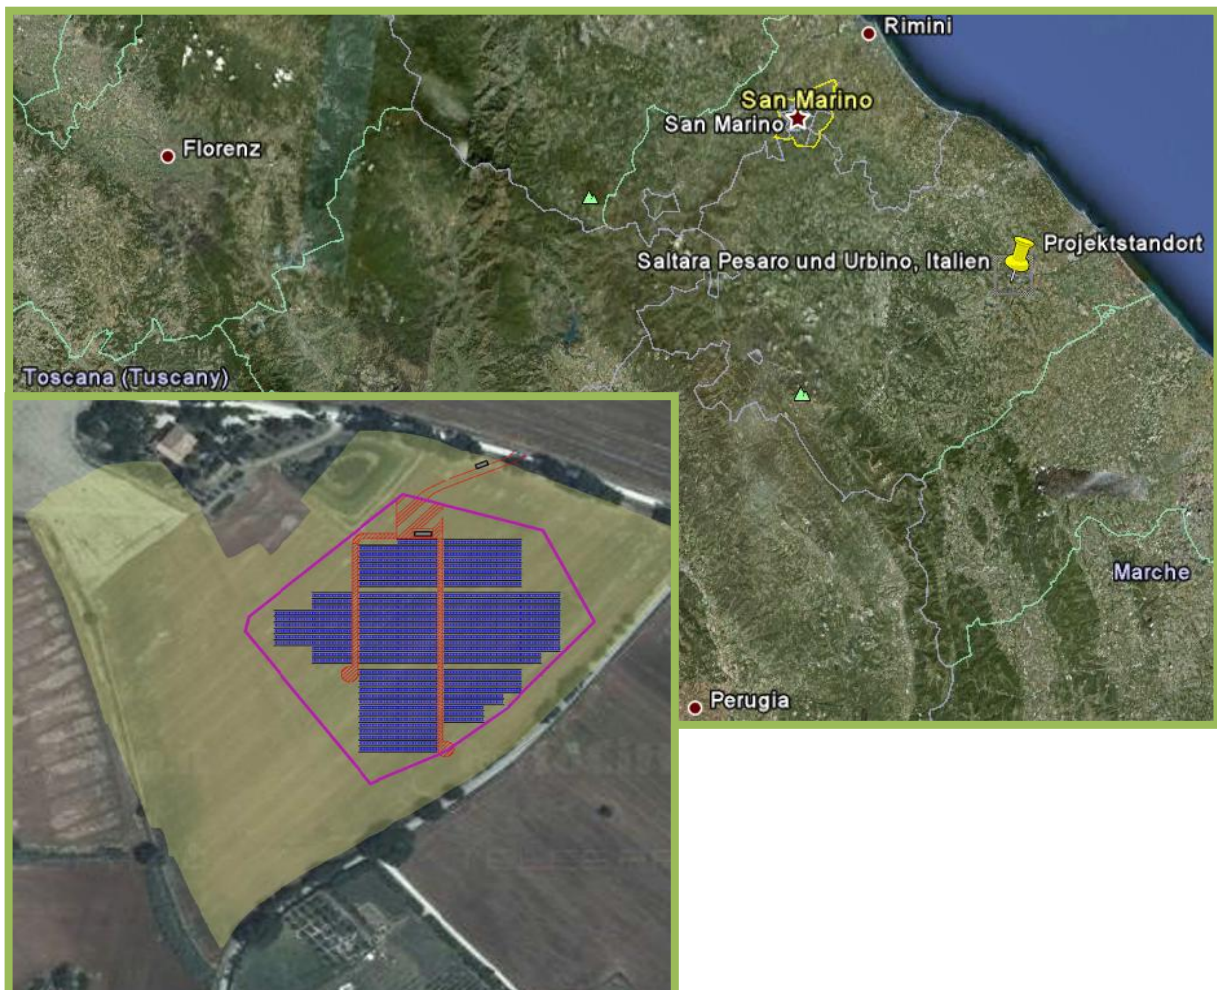 Rimini
San Marino
San Marino
Florenz
Projektstandort
Saltara Pesaro und Urbino, Italien
Toscana (Tuscany)
Marche
Perugia